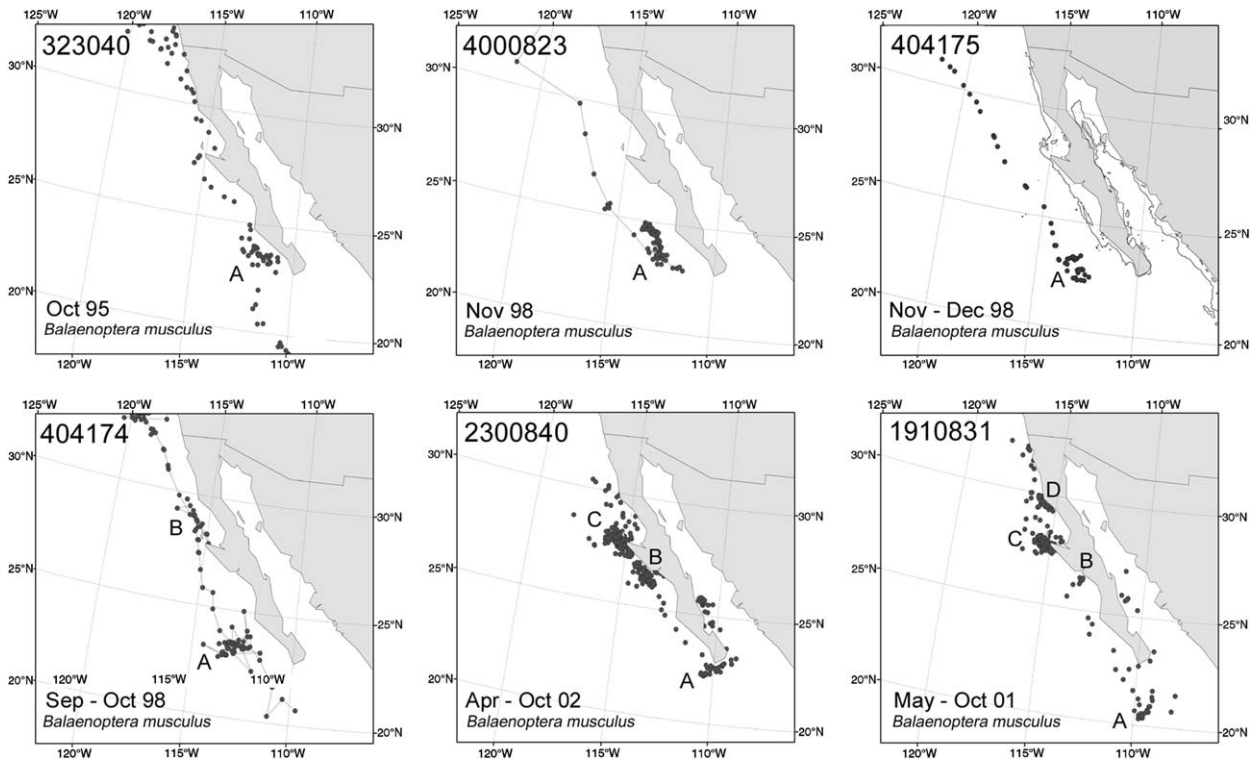 125°W 120°W 115°W 110°W
323040
30°N
30°N
25°N
25°N
A
20°N
Oct 95
Balaenoptera musculus
20°N
120°W 115°W 110°W
125°W 120°W 115°W 110°W
4000823
30°N
30°N
25°N
25°N
A
20°N
Nov 98
Balaenoptera musculus
20°N
120°W 115°W 110°W
125°W 120°W 115°W 110°W
404175
30°N
30°N
25°N
25°N
A
20°N
Nov - Dec 98
Balaenoptera musculus
20°N
120°W 115°W 110°W
125°W 120°W 115°W 110°W
404174
30°N
30°N
B
25°N
25°N
A
120°W 115°W 110°W
20°N
Sep - Oct 98
Balaenoptera musculus
20°N
120°W 115°W 110°W
125°W 120°W 115°W 110°W
2300840
30°N
30°N
C
B
25°N
25°N
A
20°N
Apr - Oct 02
Balaenoptera musculus
20°N
120°W 115°W 110°W
125°W 120°W 115°W 110°W
1910831
30°N
D
30°N
C
B
25°N
25°N
20°N
A
May - Oct 01
Balaenoptera musculus
20°N
120°W 115°W 110°W